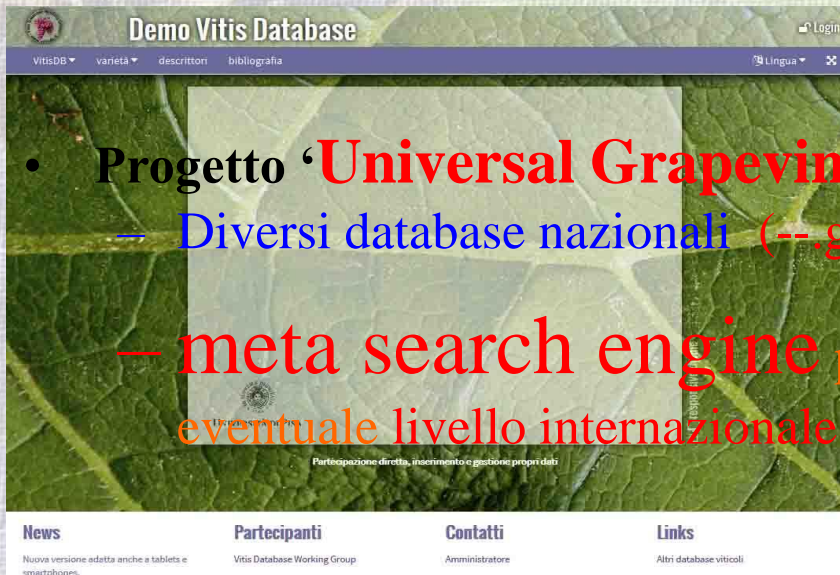 Demo Vitis Database
Login
VitisDB varietà descrittori bibliografia Lingua
• Progetto ‘Universal Grapevin
– Diversi database nazionali (--.g
– meta search engine
eventuale livello internazionale
Partecipazione diretta, inserimento e gestione propri dati
News Partecipanti Contatti Links
Nuova versione adatta anche a tablets e smartphones. Vitis Database Working Group Amministratore Altri database viticoli